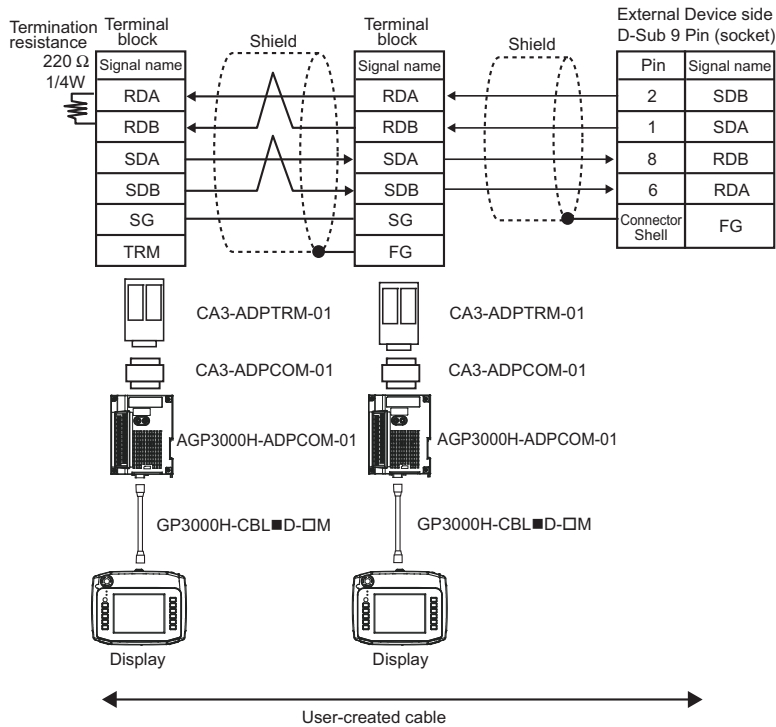 Termination
resistance
220 Ω
1/4W
Terminal
block
Signal name
RDA
RDB
SDA
SDB
SG
TRM
Shield
Terminal
block
Signal name
RDA
RDB
SDA
SDB
SG
FG
Shield
External Device side
D-Sub 9 Pin (socket)
Pin Signal name
2 SDB
1 SDA
8 RDB
6 RDA
Connector
Shell
FG
CA3-ADPTRM-01
CA3-ADPTRM-01
CA3-ADPCOM-01
CA3-ADPCOM-01
AGP3000H-ADPCOM-01
AGP3000H-ADPCOM-01
GP3000H-CBL■D-□M
GP3000H-CBL■D-□M
Display
Display
User-created cable